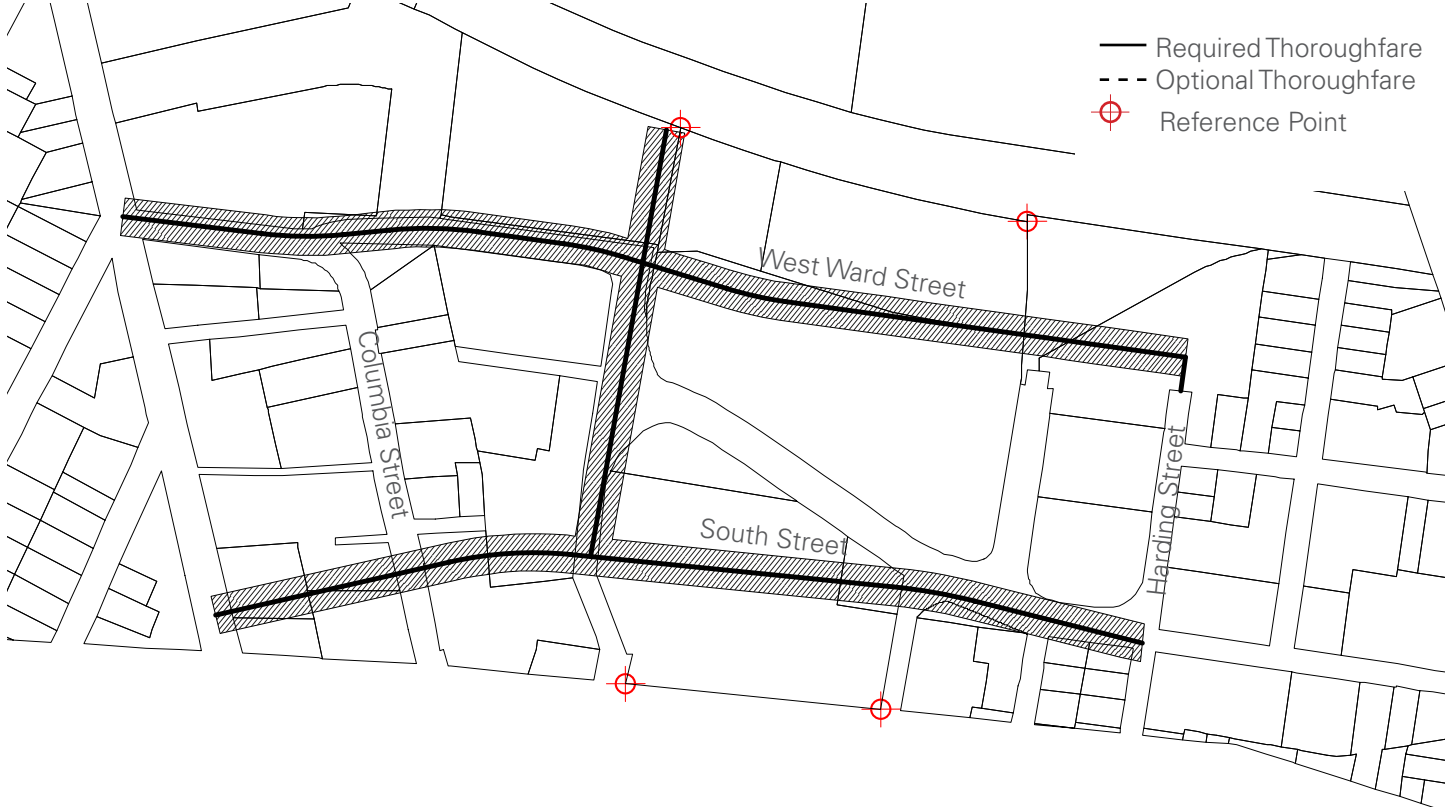 Required Thoroughfare
Optional Thoroughfare
Reference Point
West Ward Street
Columbia Street
South Street
Harding Street